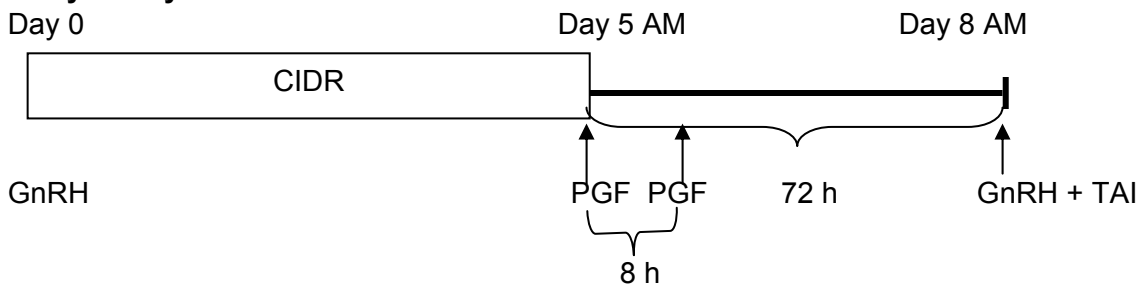 Day 0 Day 5 AM Day 8 AM
CIDR
GnRH PGF PGF 72 h GnRH + TAI
8 h